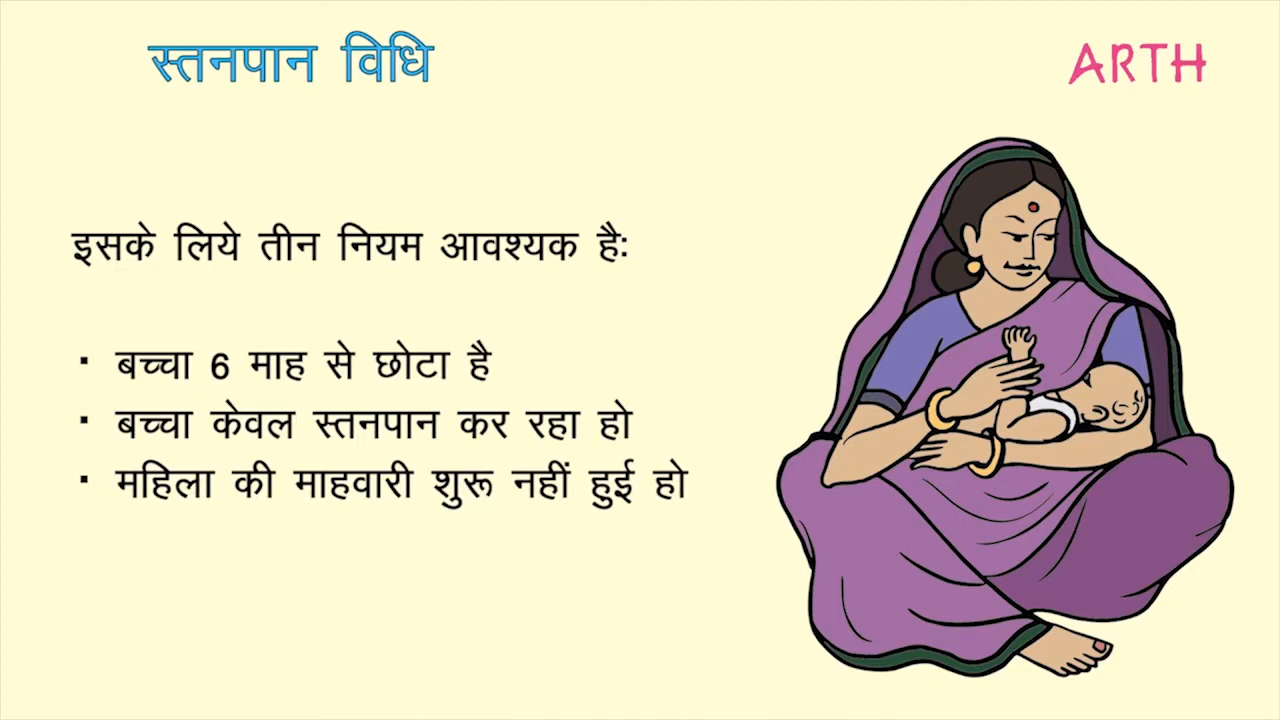 स्तनपान विधि
ARTH
इसके लिये तीन नियम आवश्यक है:
· बच्चा 6 माह से छोटा है
· बच्चा केवल स्तनपान कर रहा हो
· महिला की माहवारी शुरू नहीं हुई हो